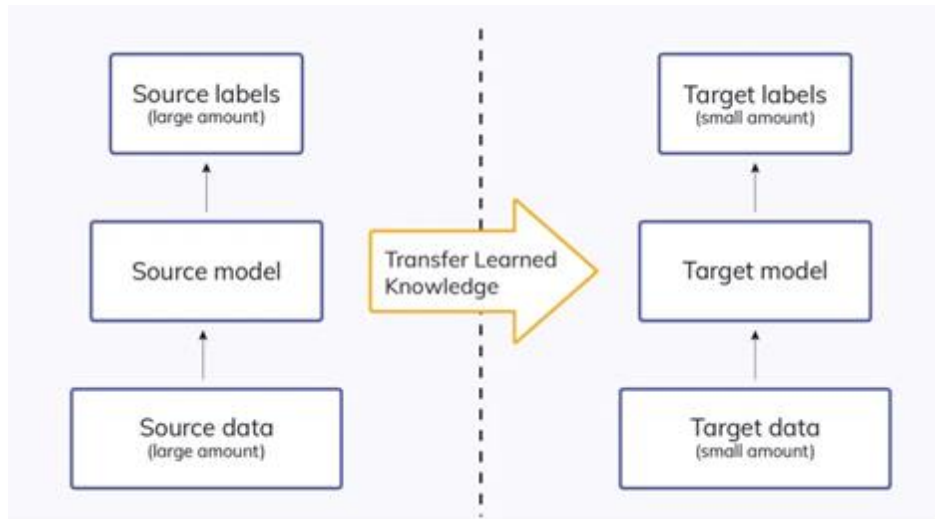 Source labels
(large amount)
Target labels
(small amount)
Source model
Transfer Learned
Knowledge
Target model
Source data
(large amount)
Target data
(small amount)